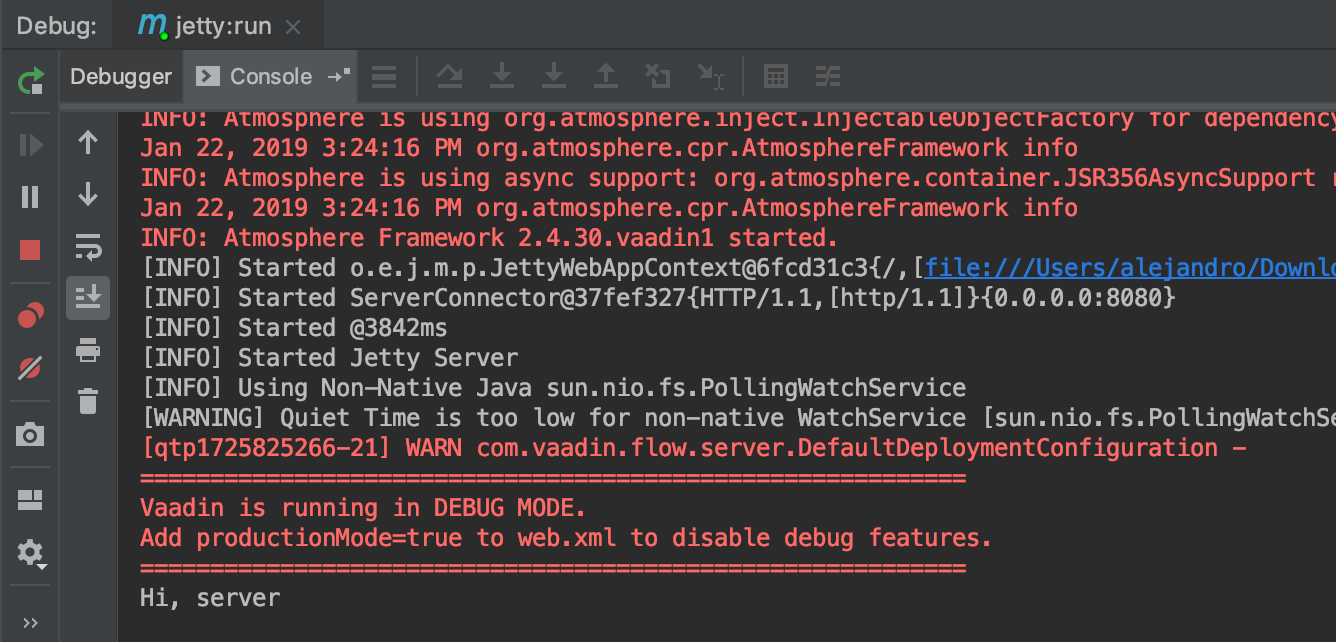 Debug: m jetty:run
Debugger Console
INFO: Atmosphere is using org.atmosphere.inject.InjectableObjectFactory for dependency
Jan 22, 2019 3:24:16 PM org.atmosphere.cpr.AtmosphereFramework info
INFO: Atmosphere is using async support: org.atmosphere.container.JSR356AsyncSupport
Jan 22, 2019 3:24:16 PM org.atmosphere.cpr.AtmosphereFramework info
INFO: Atmosphere Framework 2.4.30.vaadin1 started.
[INFO] Started o.e.j.m.p.JettyWebAppContext@6fcd31c3{/,[file:///Users/alejandro/Downlo
[INFO] Started ServerConnector@37fef327{HTTP/1.1,[http/1.1]}{0.0.0.0:8080}
[INFO] Started @3842ms
[INFO] Started Jetty Server
[INFO] Using Non-Native Java sun.nio.fs.PollingWatchService
[WARNING] Quiet Time is too low for non-native WatchService [sun.nio.fs.PollingWatchSe
[qtp1725825266-21] WARN com.vaadin.flow.server.DefaultDeploymentConfiguration -
===========================================================
Vaadin is running in DEBUG MODE.
Add productionMode=true to web.xml to disable debug features.
===========================================================
Hi, server